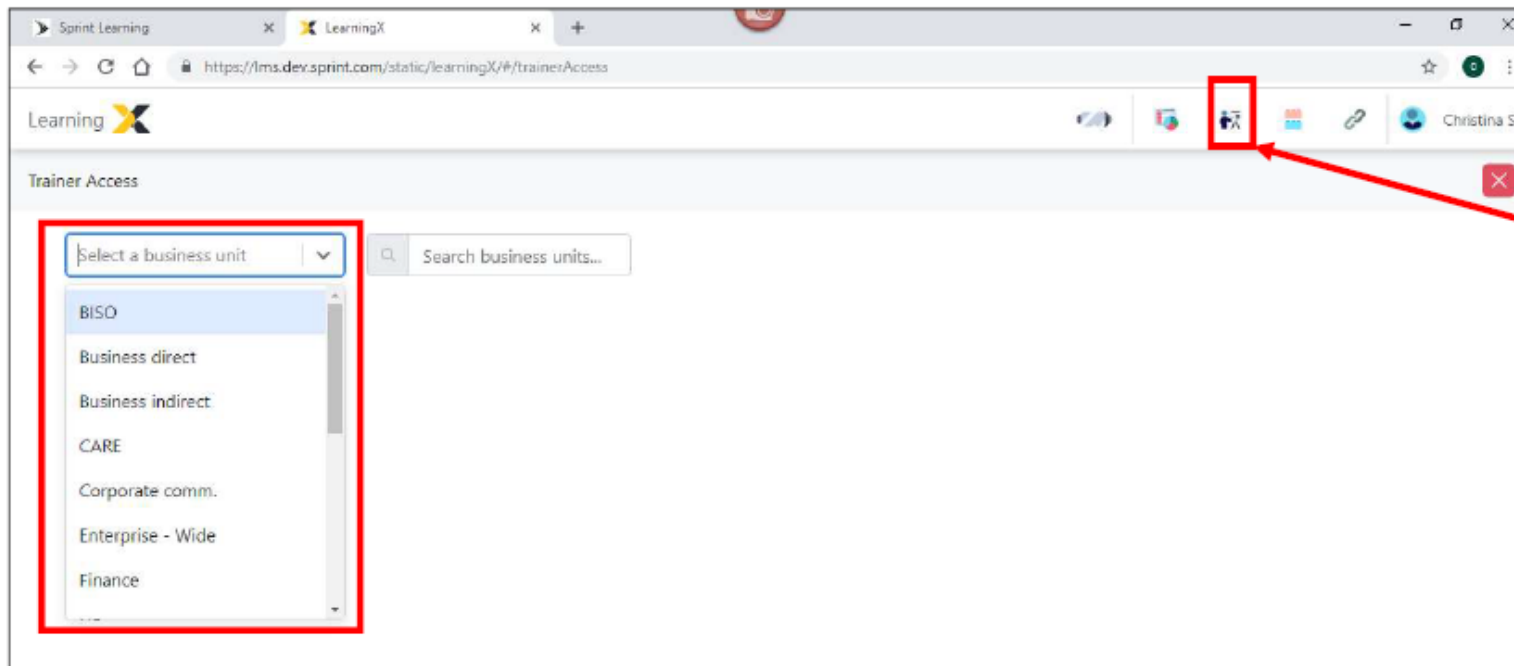 Sprint Learning
LearningX
https://lms.dev.sprint.com/static/learningX/#/trainerAccess
Learning X
Christina S
Trainer Access
Select a business unit
Search business units...
BISO
Business direct
Business indirect
CARE
Corporate comm.
Enterprise - Wide
Finance